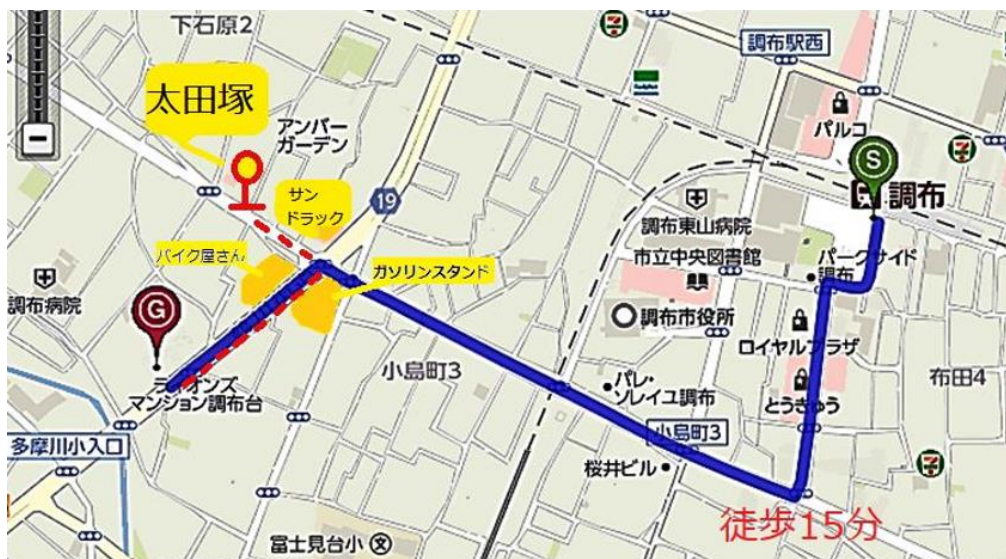 下石原2
太田塚
アンバー
ガーデン
サン
ドラック
19
バイク屋さん
ガソリンスタンド
調布病院
G
ライオンズ
マンション調布台
多摩川小入口
小島町3
冨士見台小
文
調布駅西
パルコ
S
調布
調布東山病院
市立中央図書館
パークサイド
調布
調布市役所
ロイヤルプラザ
とうきゅう
布田4
パレ・
ソレイユ調布
小島町3
桜井ビル
徒歩15分